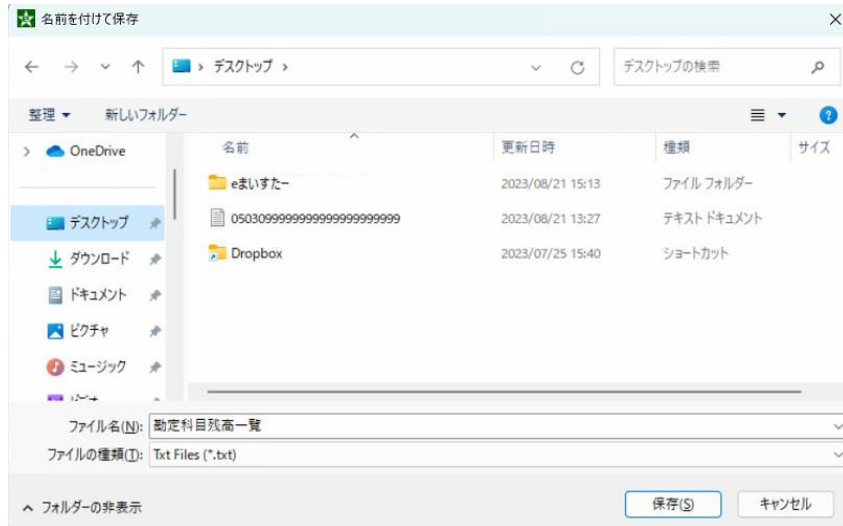 名前を付けて保存
デスクトップ
デスクトップの検索
整理 新しいフォルダー
名前 更新日時 種類 サイズ
OneDrive
eまいすたー 2023/08/21 15:13 ファイル フォルダー
デスクトップ
2023/08/21 13:27 テキスト ドキュメント
ダウンロード
Dropbox 2023/07/25 15:40 ショートカット
ドキュメント
ピクチャ
ミュージック
ファイル名(N): 勘定科目残高一覧
ファイルの種類(T): Txt Files (*.txt)
フォルダーの非表示 保存(S) キャンセル